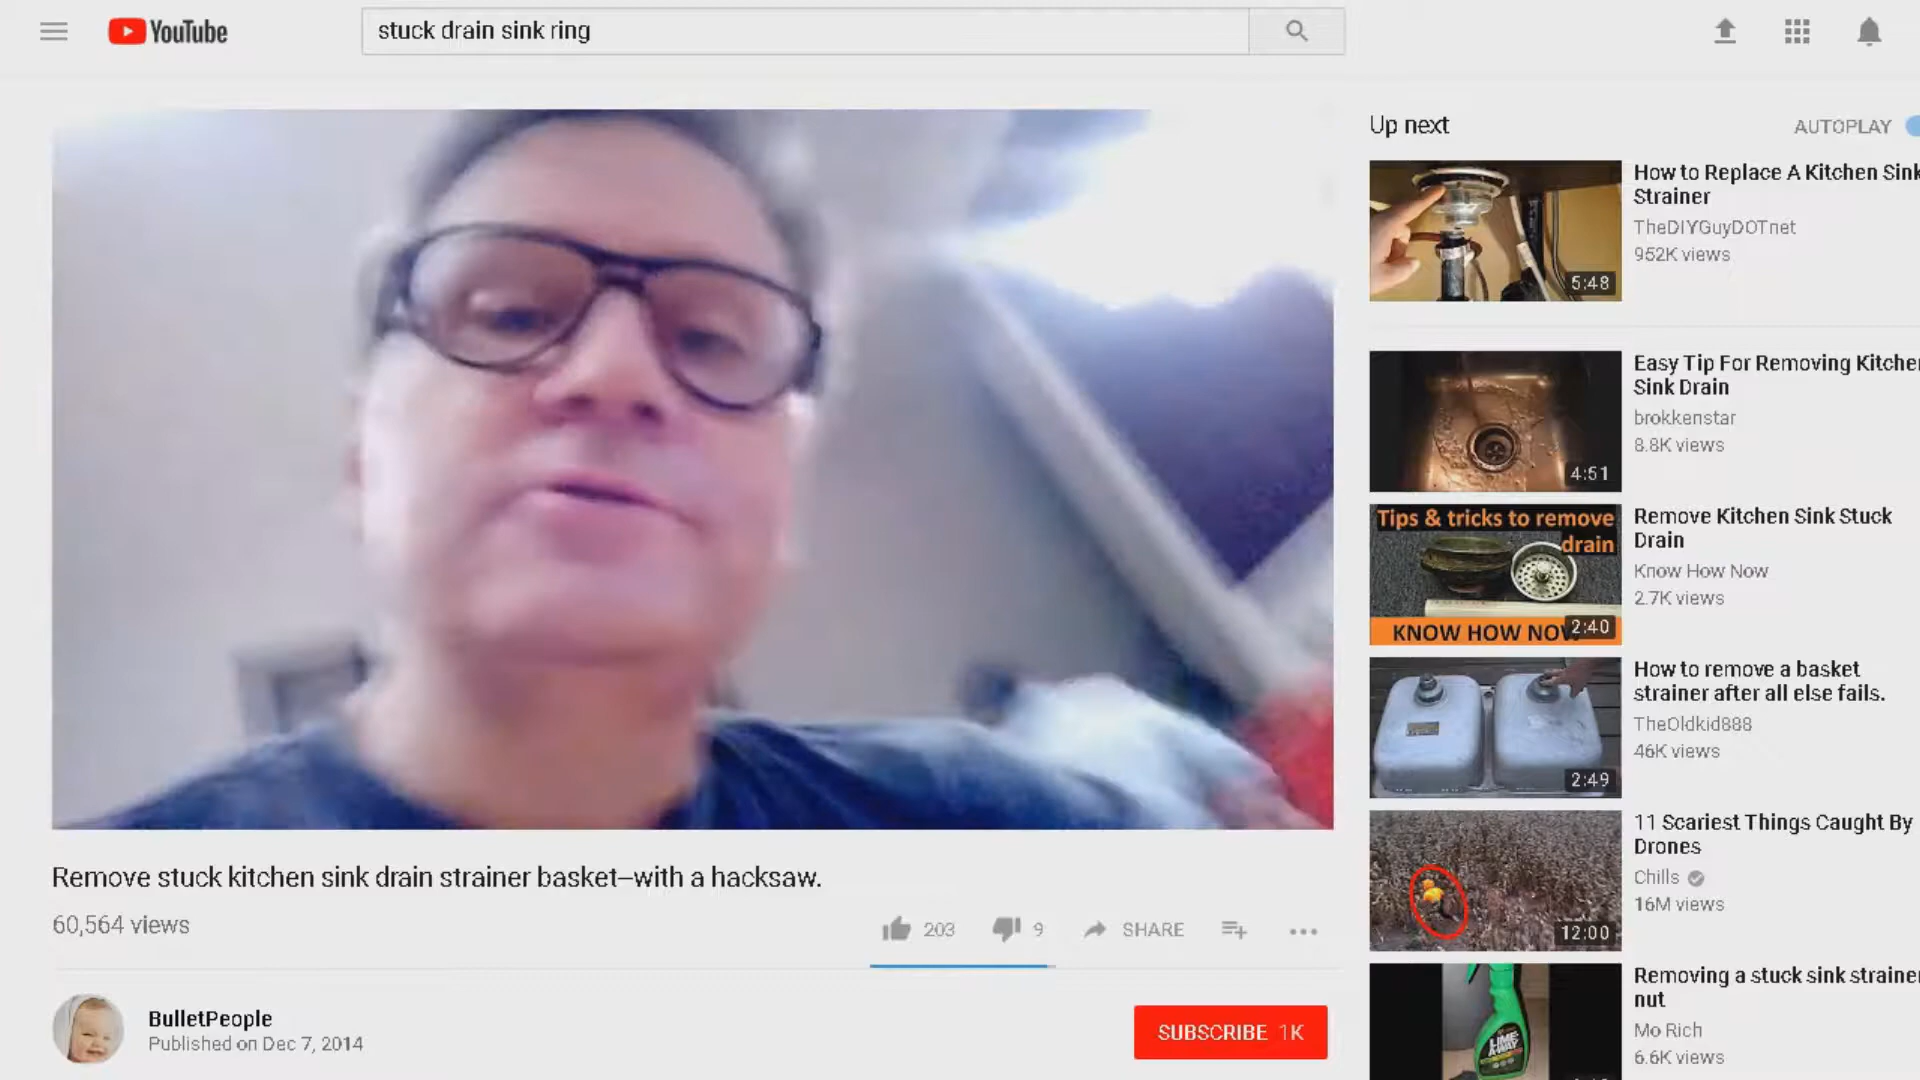 YouTube
stuck drain sink ring
Up next
AUTOPLAY
How to Replace A Kitchen Sink
Strainer
TheDIYGuyDOTnet
952K views
5:48
Easy Tip For Removing Kitchen
Sink Drain
brokkenstar
8.8K views
4:51
Tips & tricks to remove
drain
KNOW HOW NOW
2:40
Remove Kitchen Sink Stuck
Drain
Know How Now
2.7K views
How to remove a basket
strainer after all else fails.
TheOldkid888
46K views
2:49
11 Scariest Things Caught By
Drones
Chills
16M views
12:00
Removing a stuck sink strainer
nut
Mo Rich
6.6K views
LIME
A-WAY
Remove stuck kitchen sink drain strainer basket–with a hacksaw.
60,564 views
203
9
SHARE
BulletPeople
Published on Dec 7, 2014
SUBSCRIBE 1K